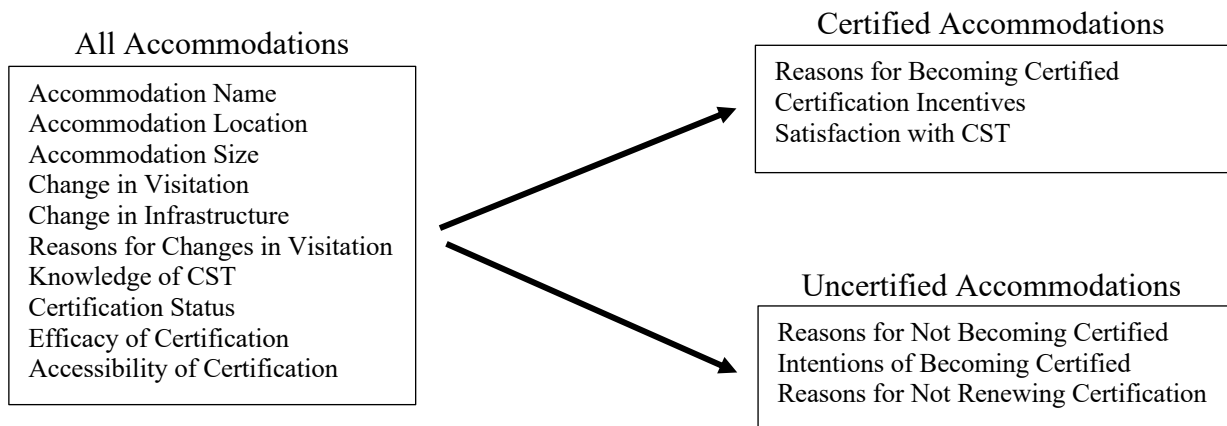 All Accommodations
Accommodation Name
Accommodation Location
Accommodation Size
Change in Visitation
Change in Infrastructure
Reasons for Changes in Visitation
Knowledge of CST
Certification Status
Efficacy of Certification
Accessibility of Certification
Certified Accommodations
Reasons for Becoming Certified
Certification Incentives
Satisfaction with CST
Uncertified Accommodations
Reasons for Not Becoming Certified
Intentions of Becoming Certified
Reasons for Not Renewing Certification